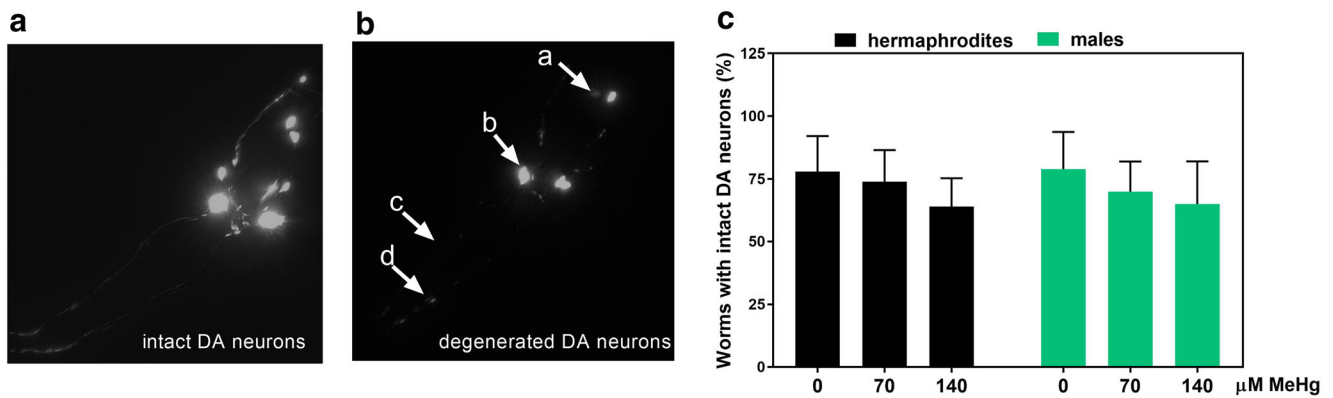 a
intact DA neurons
b
a
b
c
d
degenerated DA neurons
c
hermaphrodites males
Worms with intact DA neurons (%)
125
100
75
50
25
0
0 70 140 0 70 140 μM MeHg